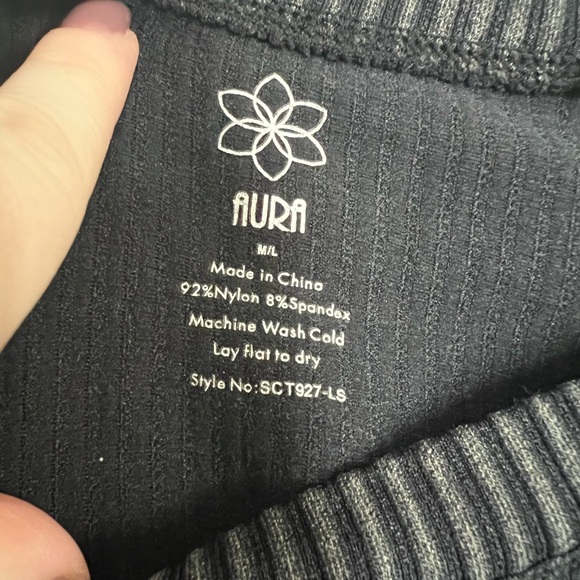 AURA
M/L
Made in China
92%Nylon 8%Spandex
Machine Wash Cold
Lay flat to dry
Style No:SCT927-LS